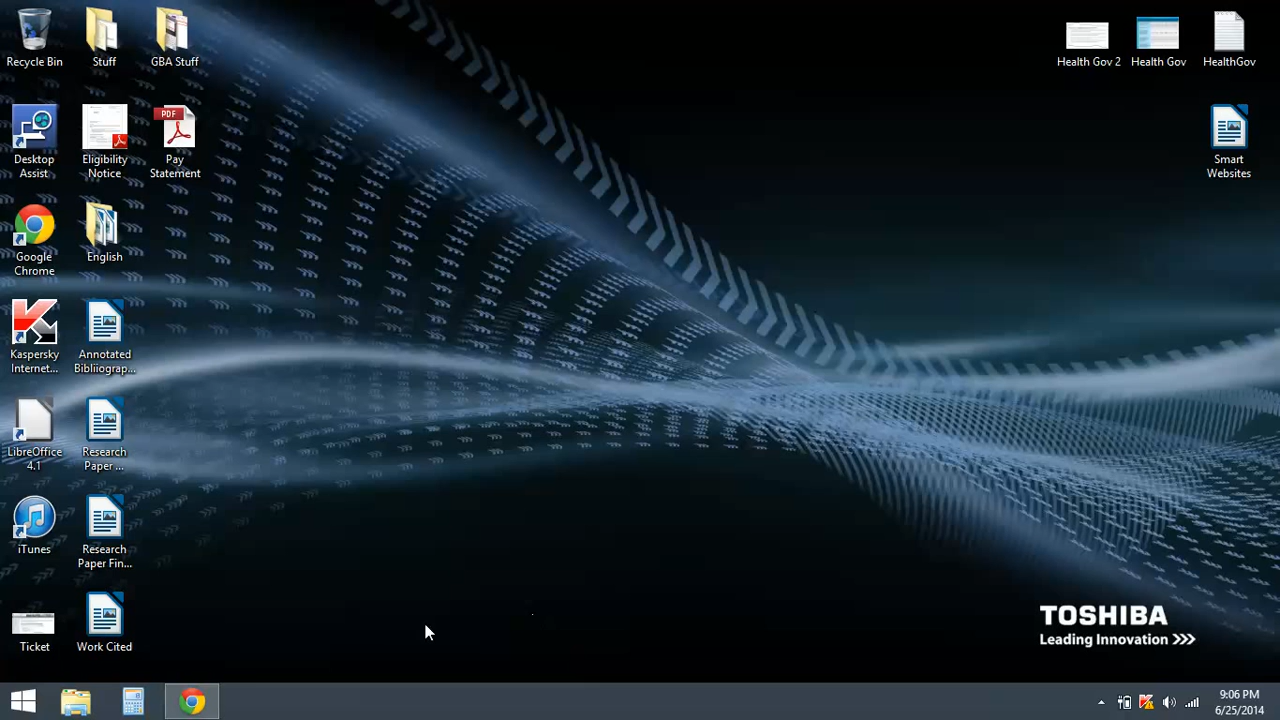 Recycle Bin
Stuff
GBA Stuff
Health Gov 2
Health Gov
HealthGov
PDF
Desktop
Assist
Eligibility
Notice
Pay
Statement
Smart
Websites
Google
Chrome
English
Kaspersky
Internet...
Annotated
Bibliiograp...
LibreOffice
4.1
Research
Paper ...
iTunes
Research
Paper Fin...
Ticket
Work Cited
TOSHIBA
Leading Innovation >>>
9:06 PM
6/25/2014